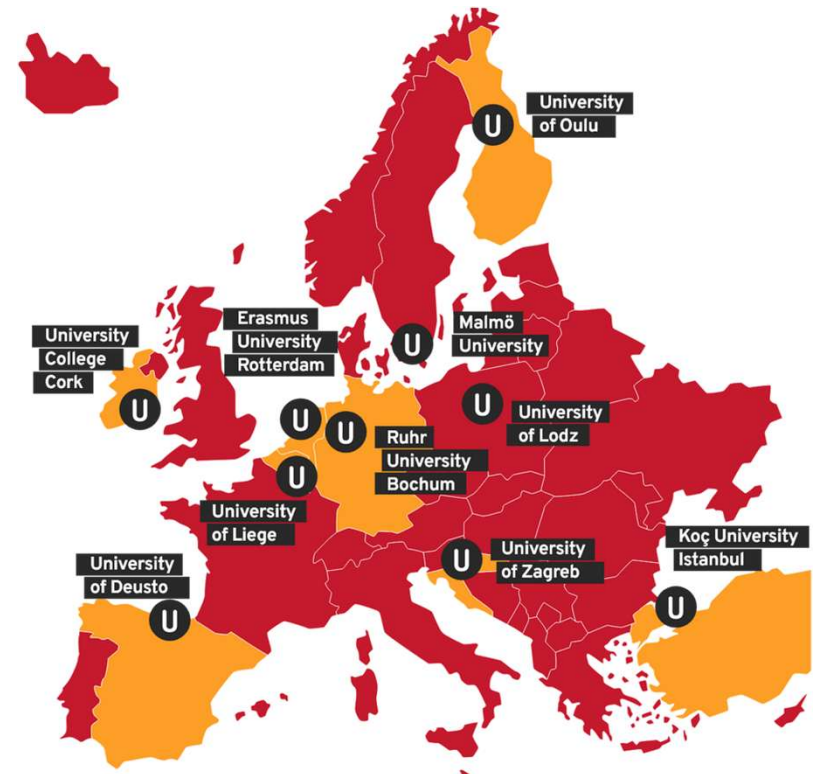 University
of Oulu
U
Erasmus
University
Rotterdam
Malmö
University
U
University
College
Cork
U
U
U
U
University
of Lodz
Ruhr
University
Bochum
U
University
of Liege
University
of Deusto
U
U
University
of Zagreb
Koç University
Istanbul
U